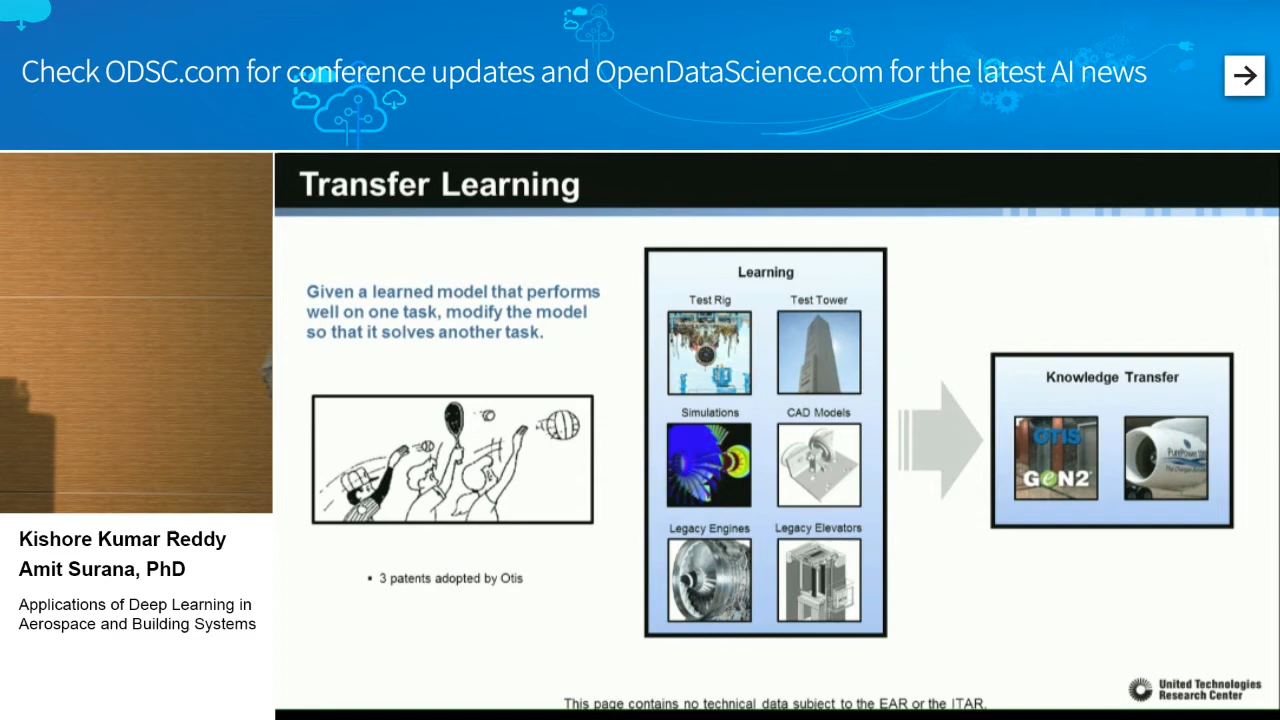 Check ODSC.com for conference updates and OpenDataScience.com for the latest AI news
Transfer Learning
Given a learned model that performs
well on one task, modify the model
so that it solves another task.
▪ 3 patents adopted by Otis
Learning
Test Rig
Test Tower
Simulations
CAD Models
Legacy Engines
Legacy Elevators
Knowledge Transfer
OTIS
GeN2
PurePower
United Technologies
Research Center
This page contains no technical data subject to the EAR or the ITAR.
Kishore Kumar Reddy
Amit Surana, PhD
Applications of Deep Learning in
Aerospace and Building Systems